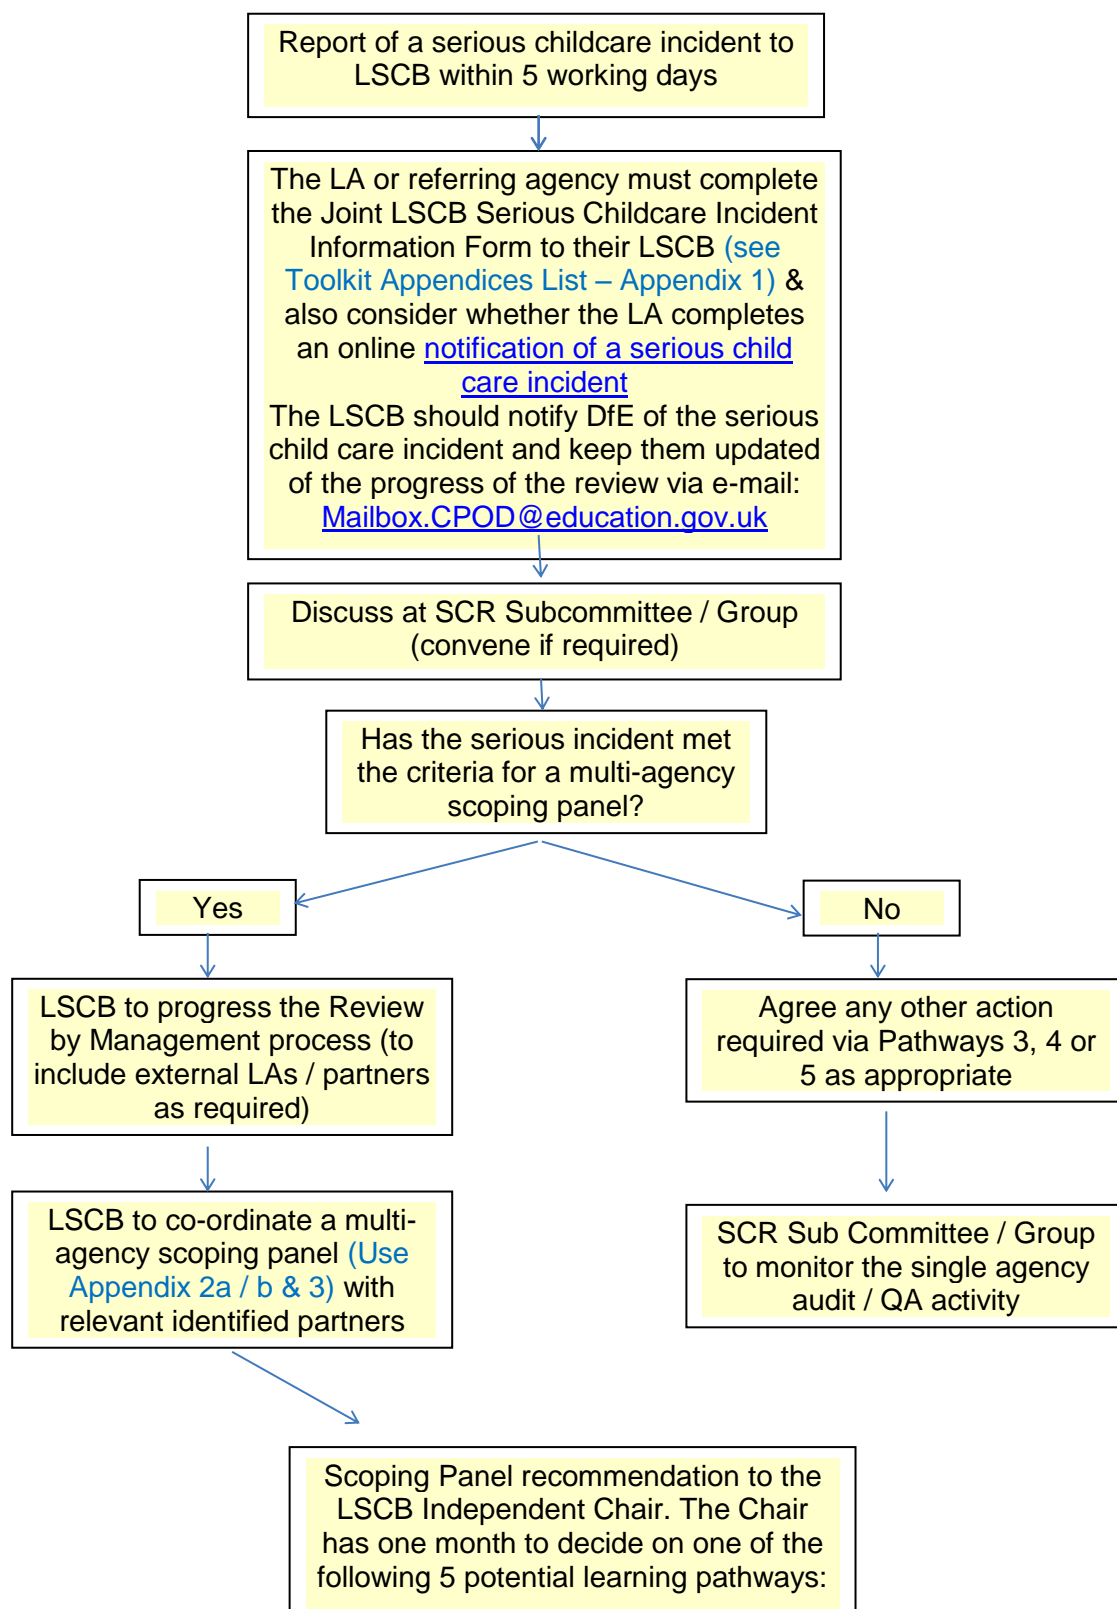 Report of a serious childcare incident to
LSCB within 5 working days
The LA or referring agency must complete
the Joint LSCB Serious Childcare Incident
Information Form to their LSCB (see
Toolkit Appendices List – Appendix 1) &
also consider whether the LA completes
an online notification of a serious child
care incident
The LSCB should notify DfE of the serious
child care incident and keep them updated
of the progress of the review via e-mail:
Mailbox.CPOD@education.gov.uk
Discuss at SCR Subcommittee / Group
(convene if required)
Has the serious incident met
the criteria for a multi-agency
scoping panel?
Yes
No
LSCB to progress the Review
by Management process (to
include external LAs / partners
as required)
Agree any other action
required via Pathways 3, 4 or
5 as appropriate
LSCB to co-ordinate a multi-
agency scoping panel (Use
Appendix 2a / b & 3) with
relevant identified partners
SCR Sub Committee / Group
to monitor the single agency
audit / QA activity
Scoping Panel recommendation to the
LSCB Independent Chair. The Chair
has one month to decide on one of the
following 5 potential learning pathways: